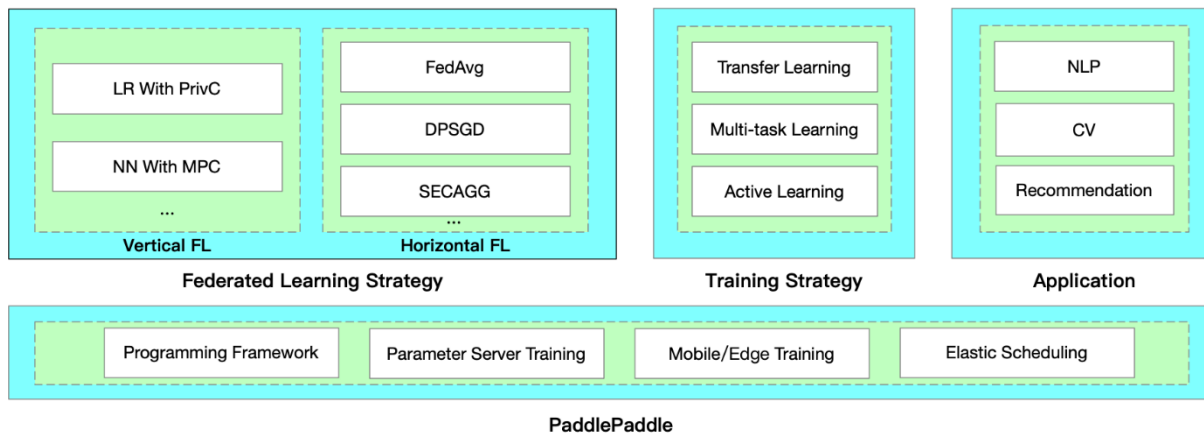 LR With PrivC
NN With MPC
...
Vertical FL
FedAvg
DPSGD
SECAGG
...
Horizontal FL
Federated Learning Strategy
Transfer Learning
Multi-task Learning
Active Learning
Training Strategy
NLP
CV
Recommendation
Application
Programming Framework
Parameter Server Training
Mobile/Edge Training
Elastic Scheduling
PaddlePaddle